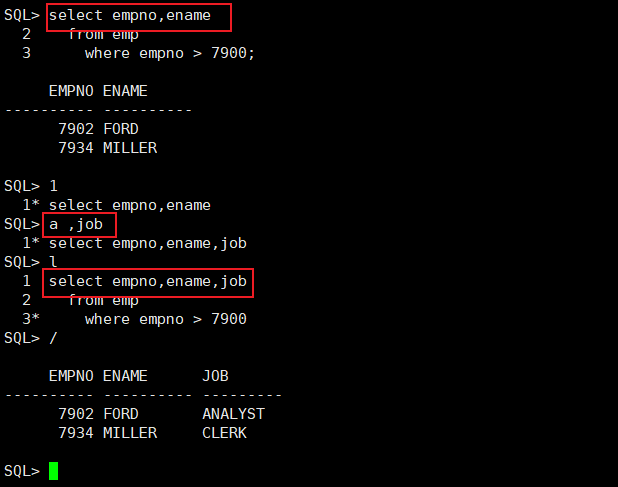 SQL> select empno,ename
  2    from emp
  3      where empno > 7900;
     EMPNO ENAME
---------- ----------
      7902 FORD
      7934 MILLER
SQL> 1
  1* select empno,ename
SQL> a ,job
  1* select empno,ename,job
SQL> l
  1  select empno,ename,job
  2    from emp
  3*     where empno > 7900
SQL> /
     EMPNO ENAME      JOB
---------- ---------- ---------
      7902 FORD       ANALYST
      7934 MILLER     CLERK
SQL>